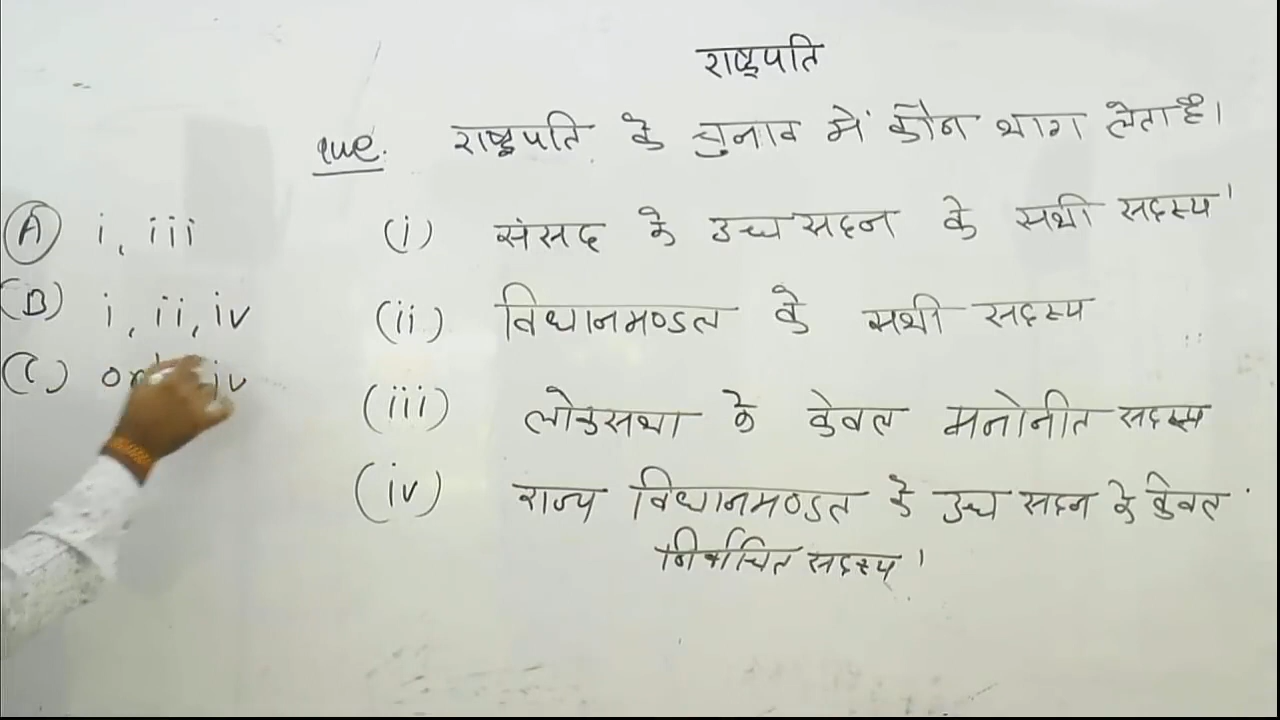 राष्ट्रपति
que. राष्ट्रपति के चुनाव में कौन भाग लेता है।
(i) संसद के उच्च सदन के सभी सदस्य'
(ii) विधानमण्डल के सभी सदस्य
(iii) लोकसभा के केवल मनोनीत सदस्य
(iv) राज्य विधानमण्डल के उच्च सदन के केवल
निर्वाचित सदस्य'
(A) i, iii
(B) i, ii, iv
(C) iv